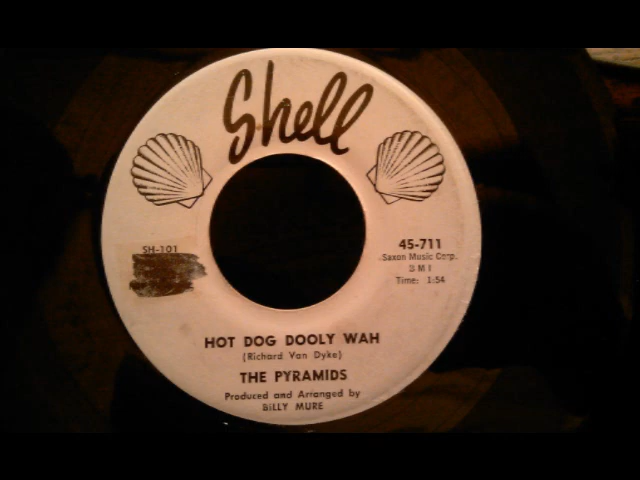 Shell
SH-101
45-711
Saxon Music Corp.
BMI
Time: 1:54
HOT DOG DOOLY WAH
(Richard Van Dyke)
THE PYRAMIDS
Produced and Arranged by
BILLY MURE